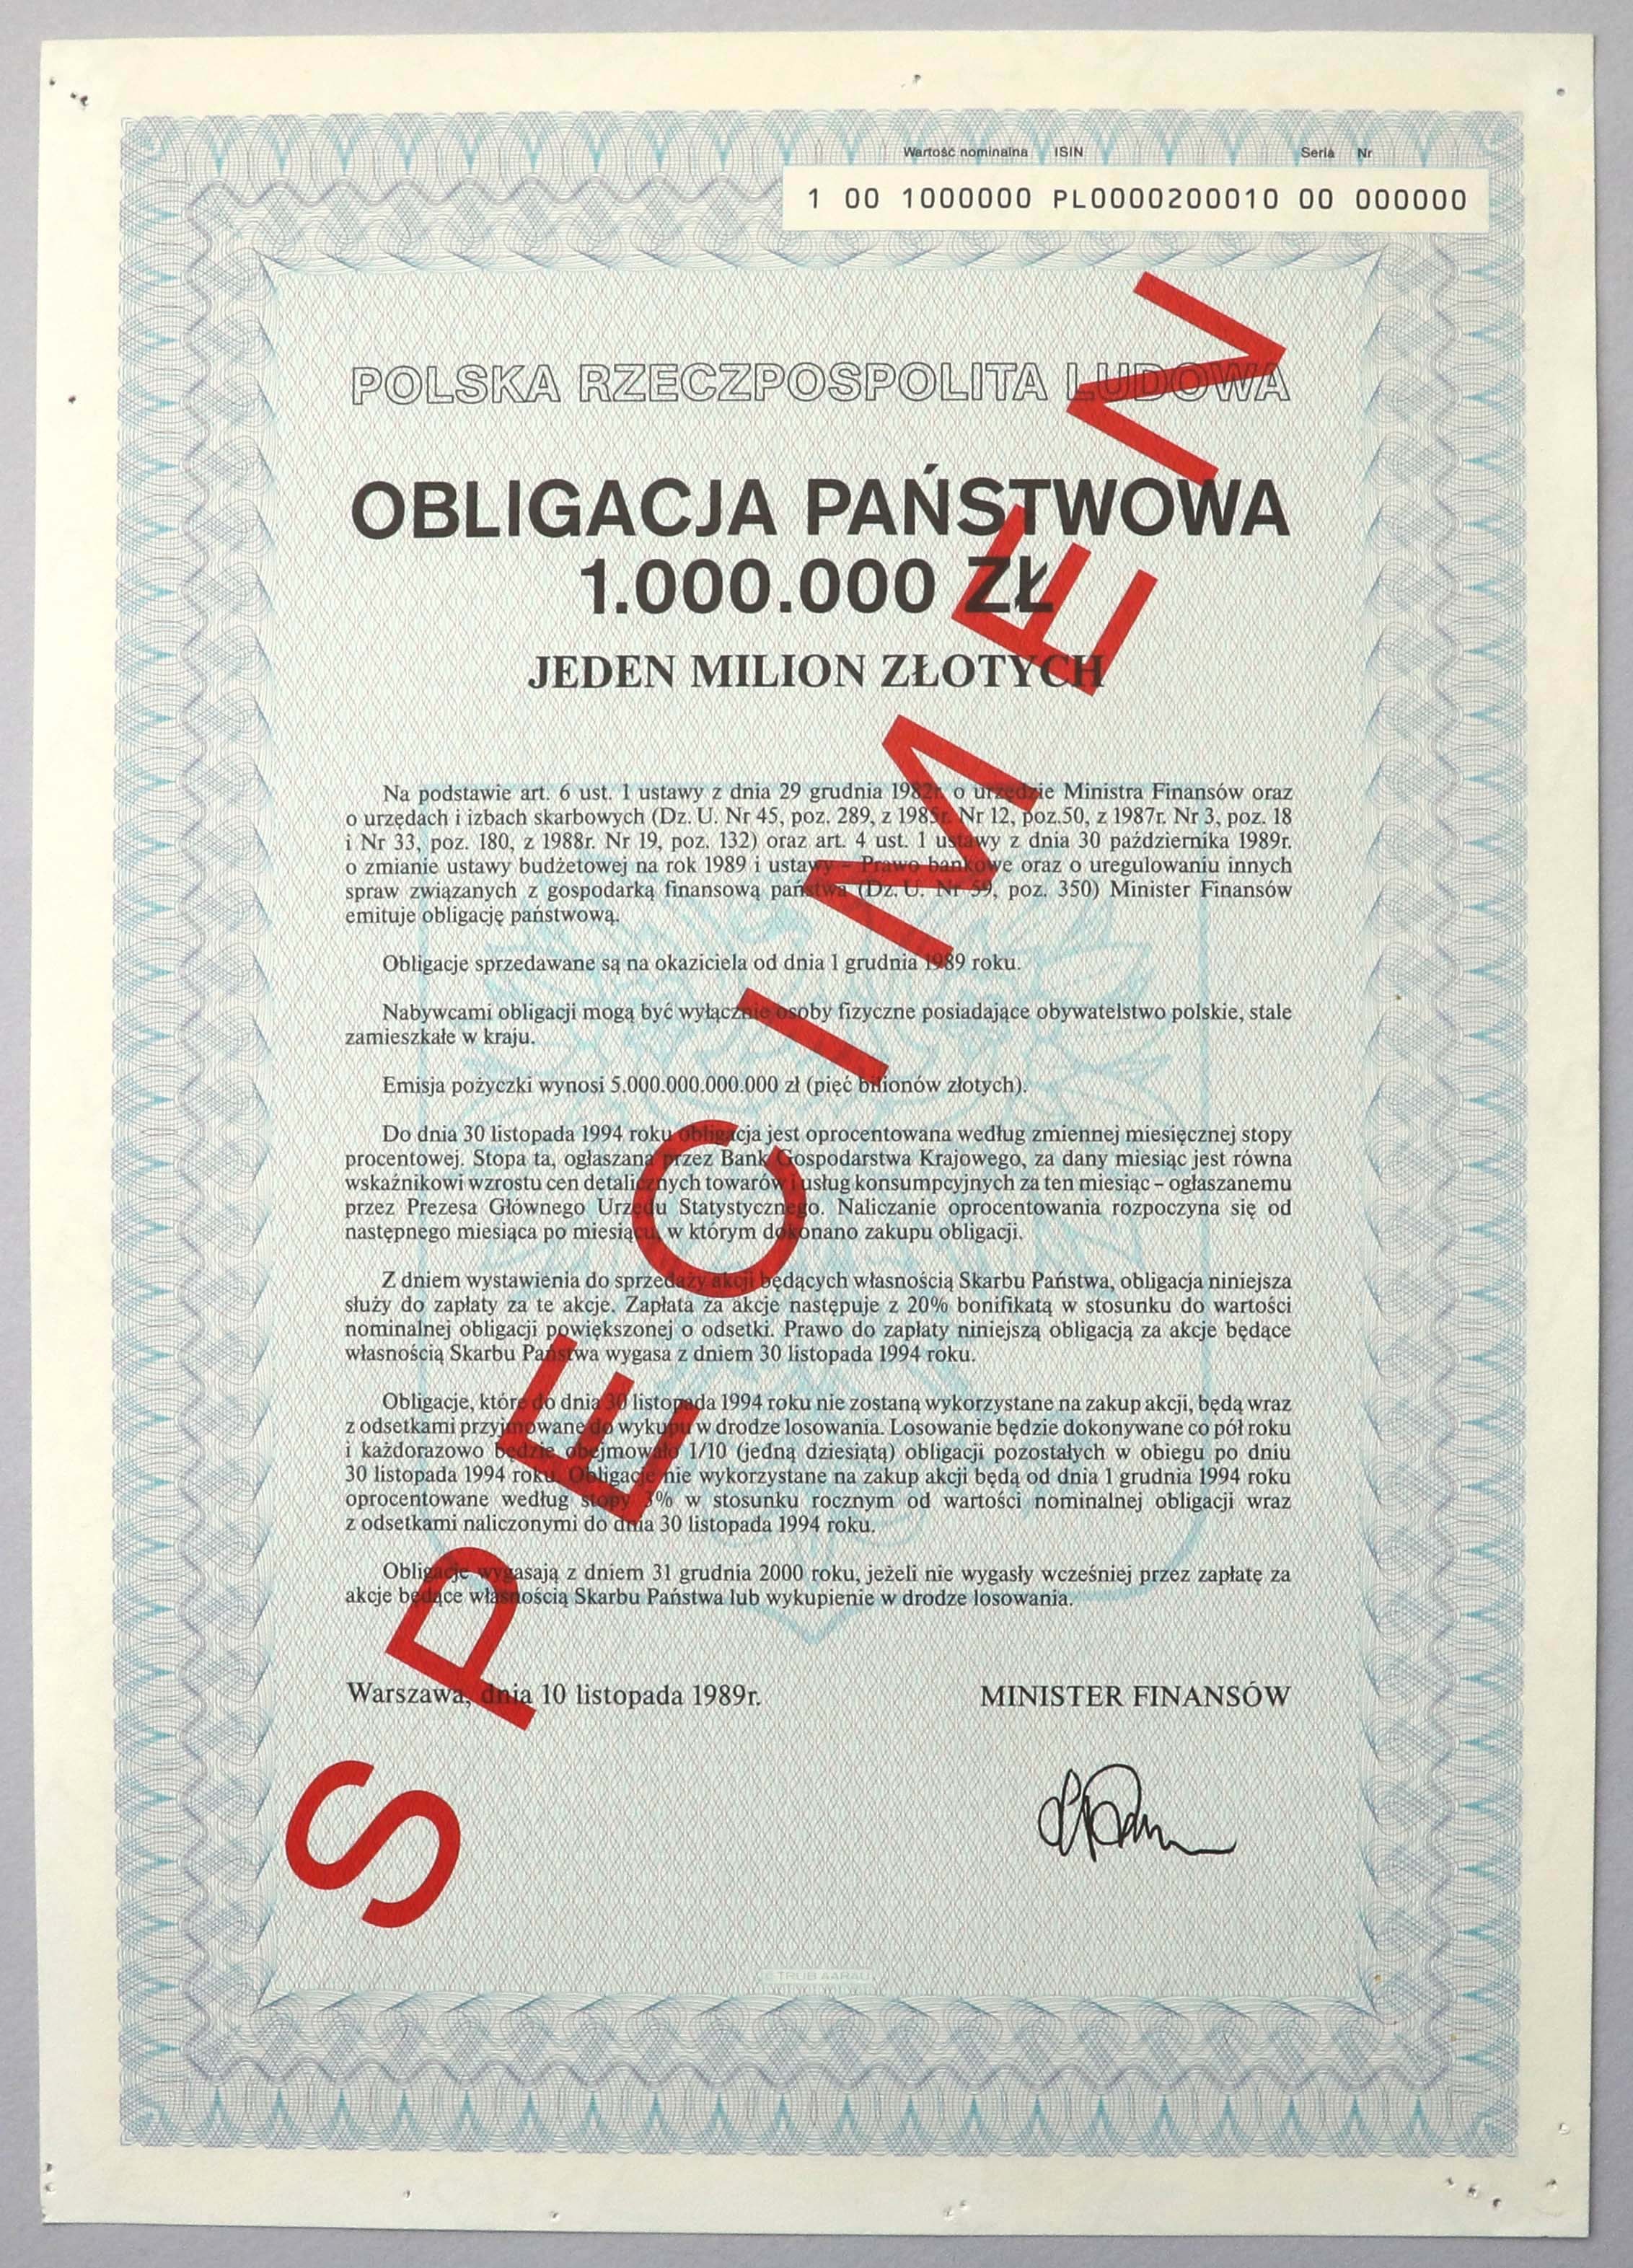 Wartość nominalna ISIN Seria Nr
1 00 1000000 PL0000200010 00 000000
POLSKA RZECZPOSPOLITA LUDOWA
OBLIGACJA PAŃSTWOWA
1.000.000 ZŁ
JEDEN MILION ZŁOTYCH
Na podstawie art. 6 ust. 1 ustawy z dnia 29 grudnia 1982r. o urzędzie Ministra Finansów oraz
o urzędach i izbach skarbowych (Dz. U. Nr 45, poz. 289, z 1985r. Nr 12, poz.50, z 1987r. Nr 3, poz. 18
i Nr 33, poz. 180, z 1988r. Nr 19, poz. 132) oraz art. 4 ust. 1 ustawy z dnia 30 października 1989r.
o zmianie ustawy budżetowej na rok 1989 i ustawy – Prawo bankowe oraz o uregulowaniu innych
spraw związanych z gospodarką finansową państwa (Dz. U. Nr 59, poz. 350) Minister Finansów
emituje obligację państwową.
Obligacje sprzedawane są na okaziciela od dnia 1 grudnia 1989 roku.
Nabywcami obligacji mogą być wyłącznie osoby fizyczne posiadające obywatelstwo polskie, stale
zamieszkałe w kraju.
Emisja pożyczki wynosi 5.000.000.000.000 zł (pięć bilionów złotych).
Do dnia 30 listopada 1994 roku obligacja jest oprocentowana według zmiennej miesięcznej stopy
procentowej. Stopa ta, ogłaszana przez Bank Gospodarstwa Krajowego, za dany miesiąc jest równa
wskaźnikowi wzrostu cen detalicznych towarów i usług konsumpcyjnych za ten miesiąc – ogłaszanemu
przez Prezesa Głównego Urzędu Statystycznego. Naliczanie oprocentowania rozpoczyna się od
następnego miesiąca po miesiącu, w którym dokonano zakupu obligacji.
Z dniem wystawienia do sprzedaży akcji będących własnością Skarbu Państwa, obligacja niniejsza
służy do zapłaty za te akcje. Zapłata za akcje następuje z 20% bonifikatą w stosunku do wartości
nominalnej obligacji powiększonej o odsetki. Prawo do zapłaty niniejszą obligacją za akcje będące
własnością Skarbu Państwa wygasa z dniem 30 listopada 1994 roku.
Obligacje, które do dnia 30 listopada 1994 roku nie zostaną wykorzystane na zakup akcji, będą wraz
z odsetkami przyjmowane do wykupu w drodze losowania. Losowanie będzie dokonywane co pół roku
i każdorazowo będzie obejmowało 1/10 (jedną dziesiątą) obligacji pozostałych w obiegu po dniu
30 listopada 1994 roku. Obligacje nie wykorzystane na zakup akcji będą od dnia 1 grudnia 1994 roku
oprocentowane według stopy 3% w stosunku rocznym od wartości nominalnej obligacji wraz
z odsetkami naliczonymi do dnia 30 listopada 1994 roku.
Obligacje wygasają z dniem 31 grudnia 2000 roku, jeżeli nie wygasły wcześniej przez zapłatę za
akcje będące własnością Skarbu Państwa lub wykupienie w drodze losowania.
Warszawa, dnia 10 listopada 1989r. MINISTER FINANSÓW
TRÜB AARAU
SPECIMEN